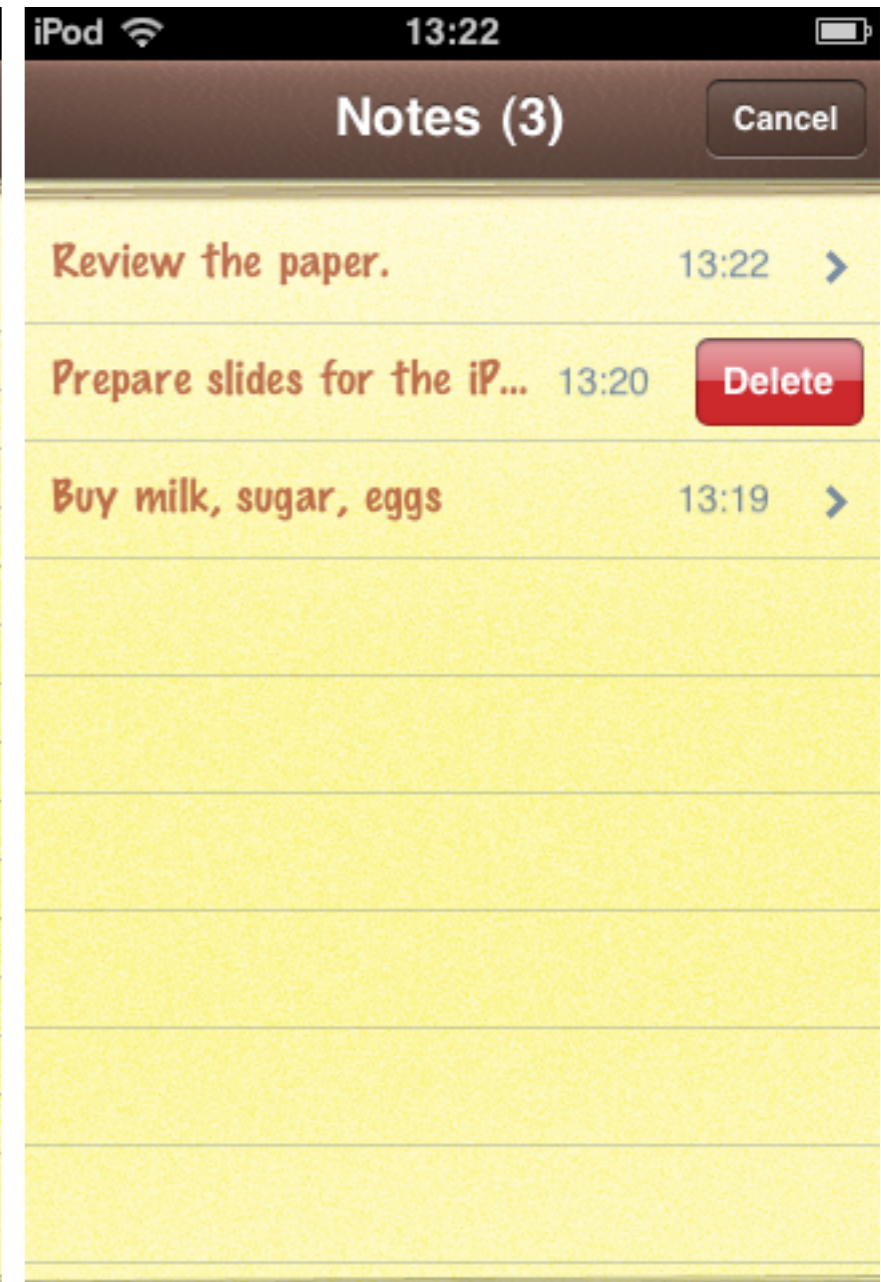 iPod 13:22
Notes (3) Cancel
Review the paper. 13:22
Prepare slides for the iP... 13:20 Delete
Buy milk, sugar, eggs 13:19